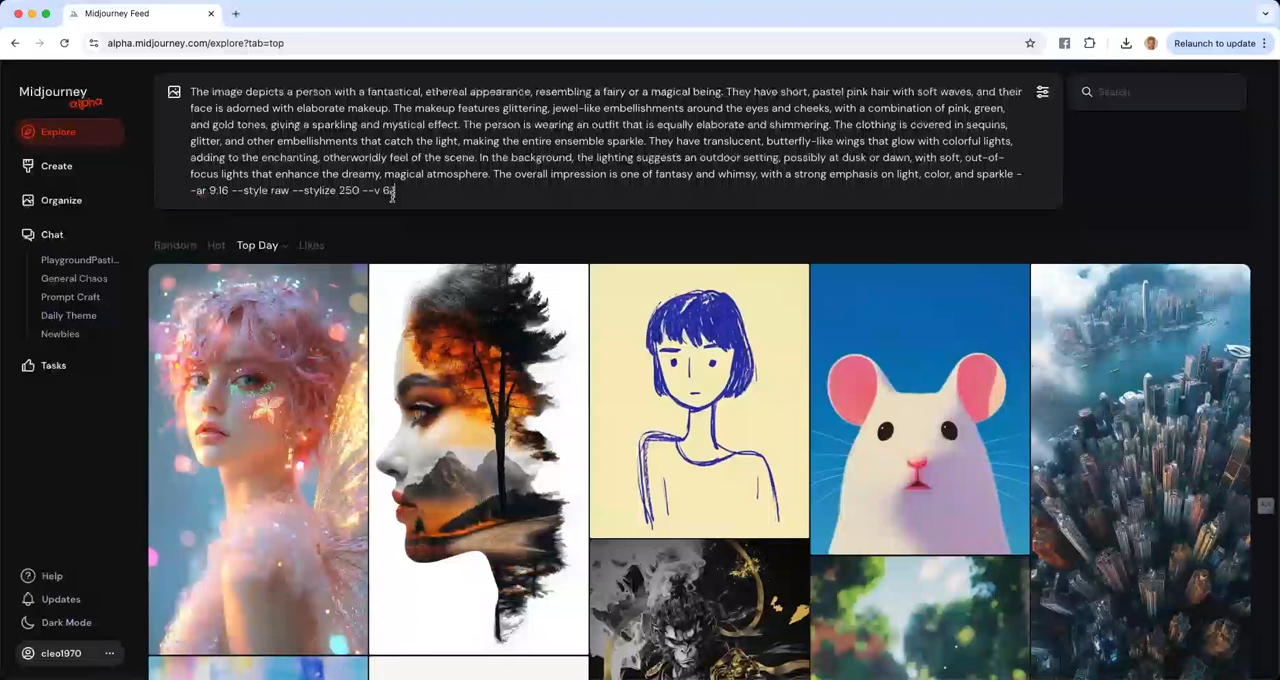 Midjourney Feed
alpha.midjourney.com/explore?tab=top
Relaunch to update
Midjourney
alpha
The image depicts a person with a fantastical, ethereal appearance, resembling a fairy or a magical being. They have short, pastel pink hair with soft waves, and their
face is adorned with elaborate makeup. The makeup features glittering, jewel-like embellishments around the eyes and cheeks, with a combination of pink, green,
and gold tones, giving a sparkling and mystical effect. The person is wearing an outfit that is equally elaborate and shimmering. The clothing is covered in sequins,
glitter, and other embellishments that catch the light, making the entire ensemble sparkle. They have translucent, butterfly-like wings that glow with colorful lights,
adding to the enchanting, otherworldly feel of the scene. In the background, the lighting suggests an outdoor setting, possibly at dusk or dawn, with soft, out-of-
focus lights that enhance the dreamy, magical atmosphere. The overall impression is one of fantasy and whimsy, with a strong emphasis on light, color, and sparkle -
-ar 9:16 --style raw --stylize 250 --v 6
Search
Explore
Create
Organize
Chat
PlaygroundPasti...
General Chaos
Prompt Craft
Daily Theme
Newbies
Tasks
Random Hot Top Day Likes
Help
Updates
Dark Mode
cleo1970 ...